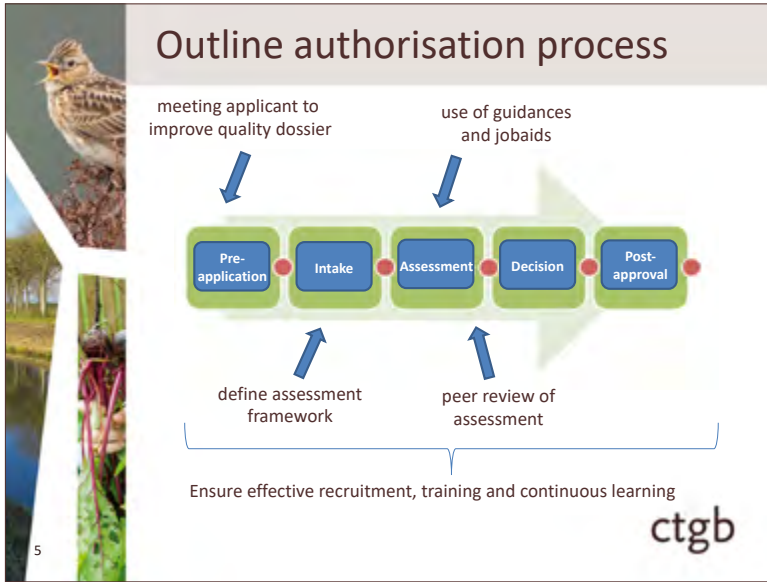 Outline authorisation process
meeting applicant to
improve quality dossier
use of guidances
and jobaids
Pre-
application
Intake
Assessment
Decision
Post-
approval
define assessment
framework
peer review of
assessment
Ensure effective recruitment, training and continuous learning
ctgb
5